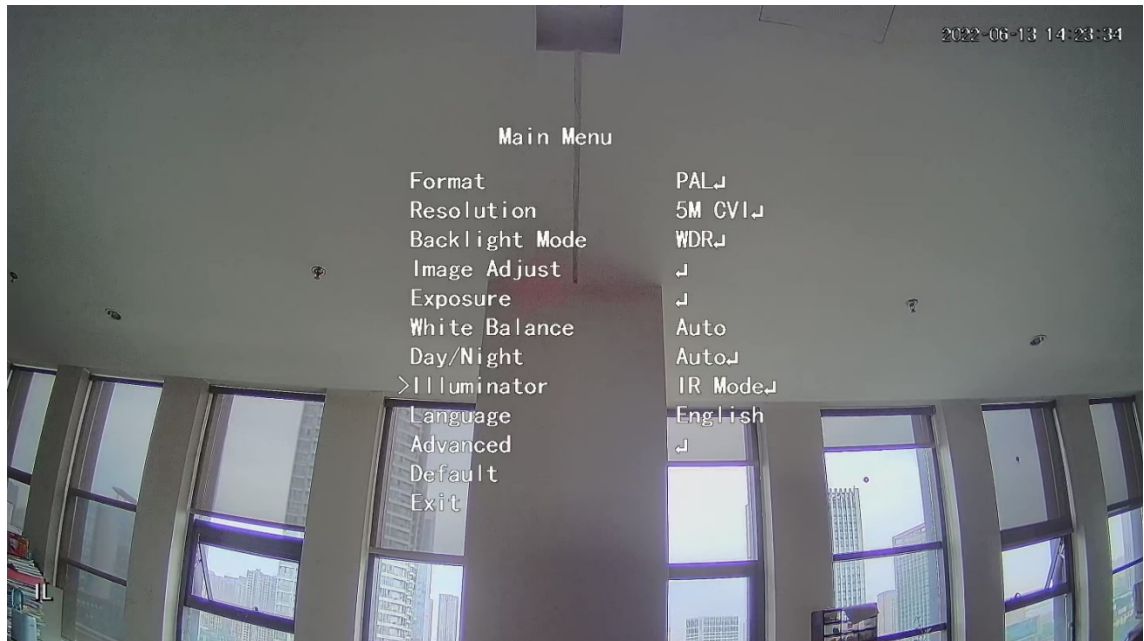 2022-06-13 14:23:34
Main Menu
Format PAL↵
Resolution 5M CVI↵
Backlight Mode WDR↵
Image Adjust ↵
Exposure ↵
White Balance Auto
Day/Night Auto↵
>Illuminator IR Mode↵
Language English
Advanced ↵
Default
Exit
IL